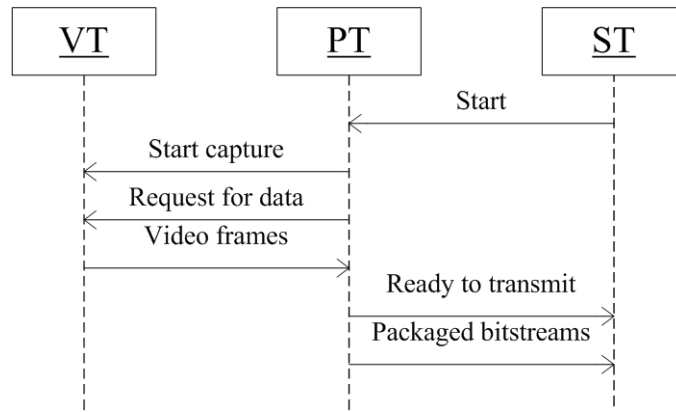 VT
PT
ST
Start
Start capture
Request for data
Video frames
Ready to transmit
Packaged bitstreams